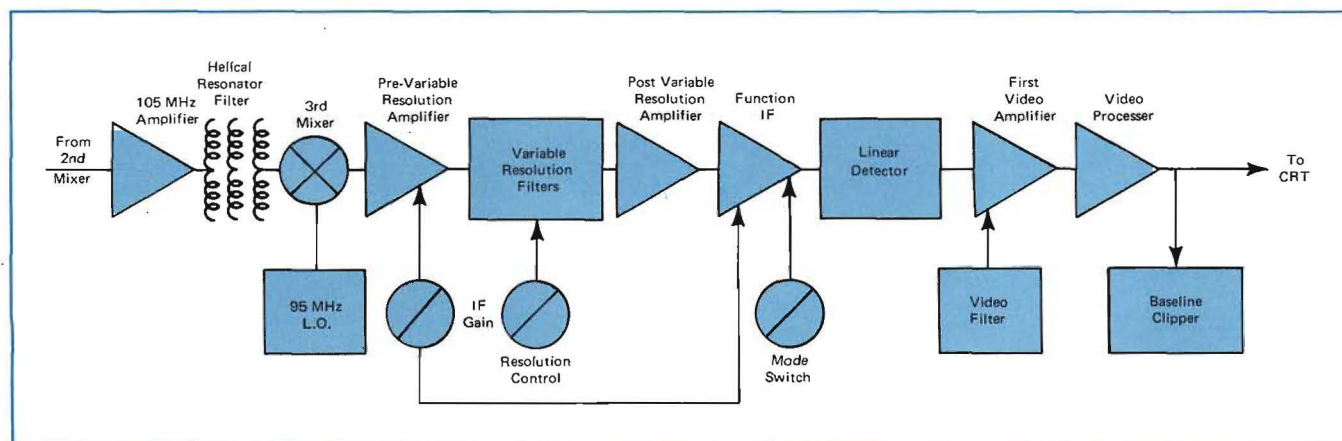 From
2nd
Mixer
105 MHz
Amplifier
Helical
Resonator
Filter
3rd
Mixer
95 MHz
L.O.
Pre-Variable
Resolution
Amplifier
IF
Gain
Variable
Resolution
Filters
Resolution
Control
Post Variable
Resolution
Amplifier
Function
IF
Mode
Switch
Linear
Detector
First
Video
Amplifier
Video
Filter
Video
Processer
Baseline
Clipper
To
CRT